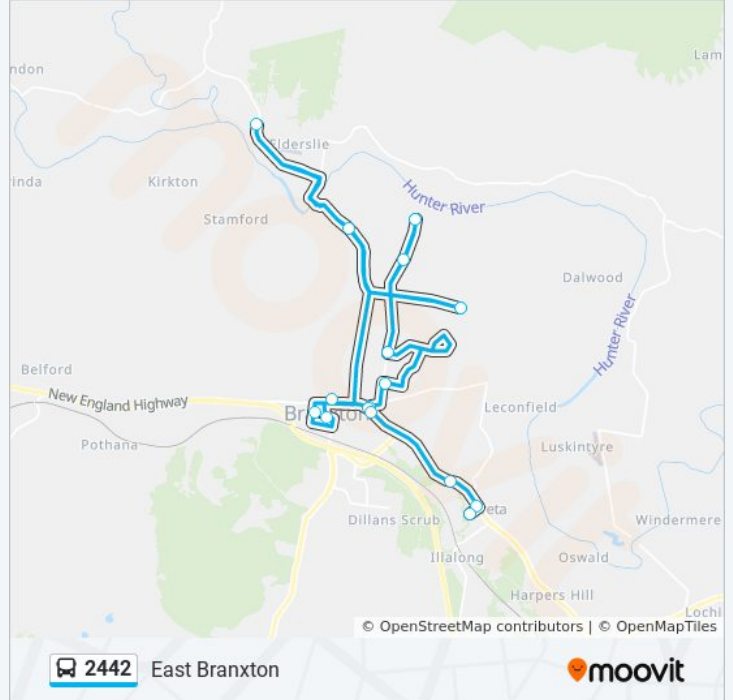 Lam
ndon
Elderslie
Kirkton
rinda
Hunter River
Stamford
Dalwood
Hunter River
Belford
New England Highway
Leconfield
Pothana
Luskintyre
eta
Dillans Scrub
Windermere
Illalong
Oswald
Harpers Hill
Lochi
© OpenStreetMap contributors | © OpenMapTiles
2442 East Branxton
moovit